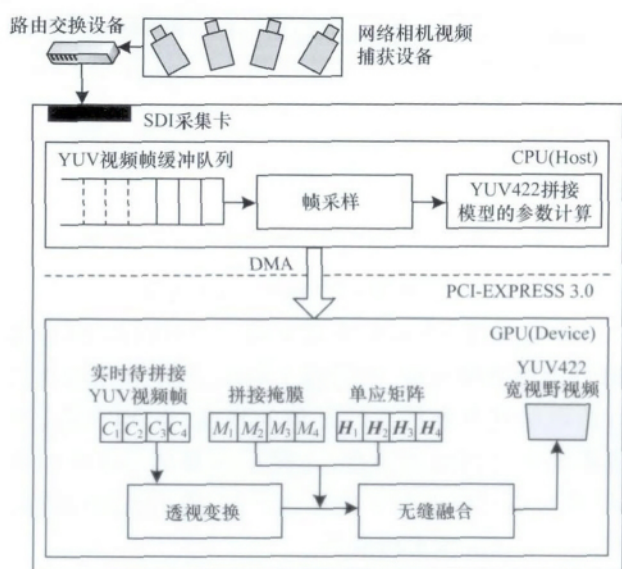 路由交换设备
网络相机视频
捕获设备
SDI采集卡
CPU(Host)
YUV视频帧缓冲队列
帧采样
YUV422拼接
模型的参数计算
DMA
PCI-EXPRESS 3.0
GPU(Device)
实时待拼接
YUV视频帧
拼接掩膜
单应矩阵
YUV422
宽视野视频
C1 C2 C3 C4
M1 M2 M3 M4
H1 H2 H3 H4
透视变换
无缝融合